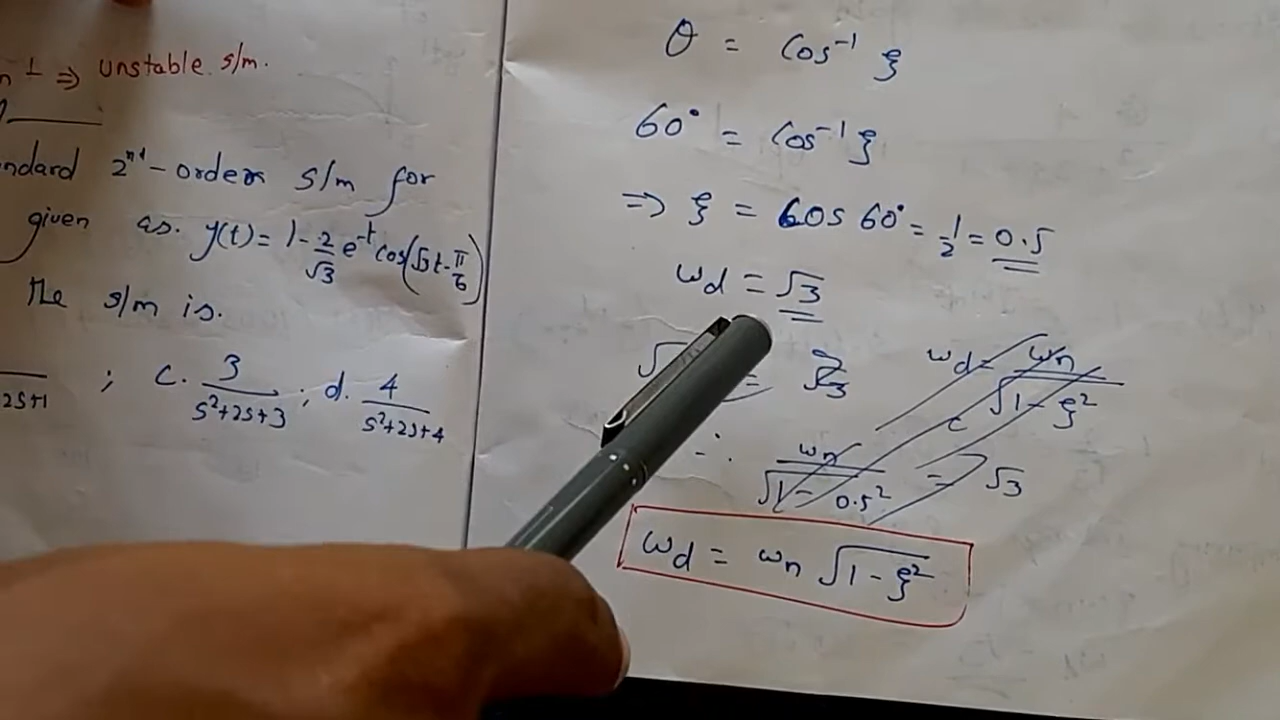 ⇒ unstable s/m.
ndard 2nd-order s/m for
given as. y(t)= 1-2/√3 e^-t cos(√3t-π/6)
the s/m is.
2s+1 ; c. 3/s²+2s+3 ; d. 4/s²+2s+4
θ = Cos⁻¹ ξ
60° = Cos⁻¹ ξ
⇒ ξ = Cos 60° = 1/2 = 0.5
ωd = √3
ωd = ωn/√1-ξ²
∴ ωn/√1-0.5² = √3
ωd = ωn √1-ξ²